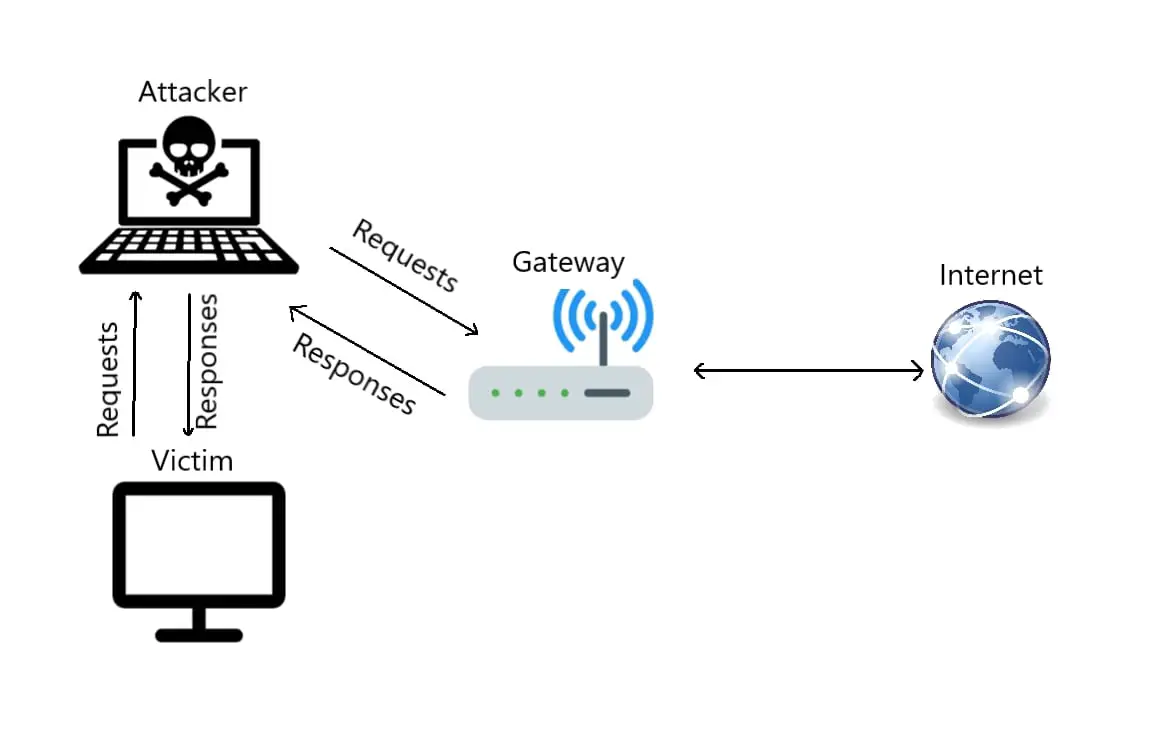 Attacker
Requests
Gateway
Internet
Responses
Requests
Responses
Victim